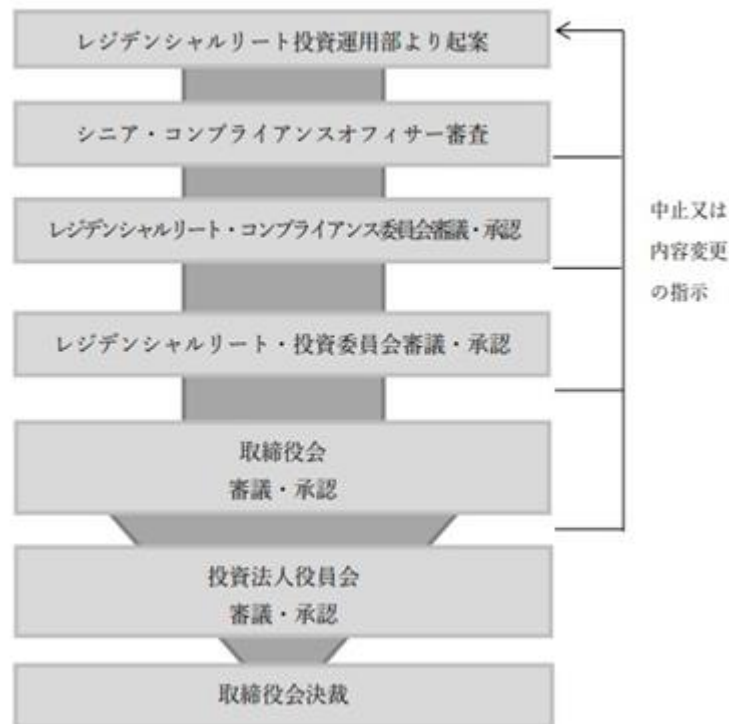 レジデンシャルリート投資運用部より起案
シニア・コンプライアンスオフィサー審査
レジデンシャルリート・コンプライアンス委員会審議・承認
レジデンシャルリート・投資委員会審議・承認
取締役会
審議・承認
投資法人役員会
審議・承認
取締役会決裁
中止又は
内容変更
の指示